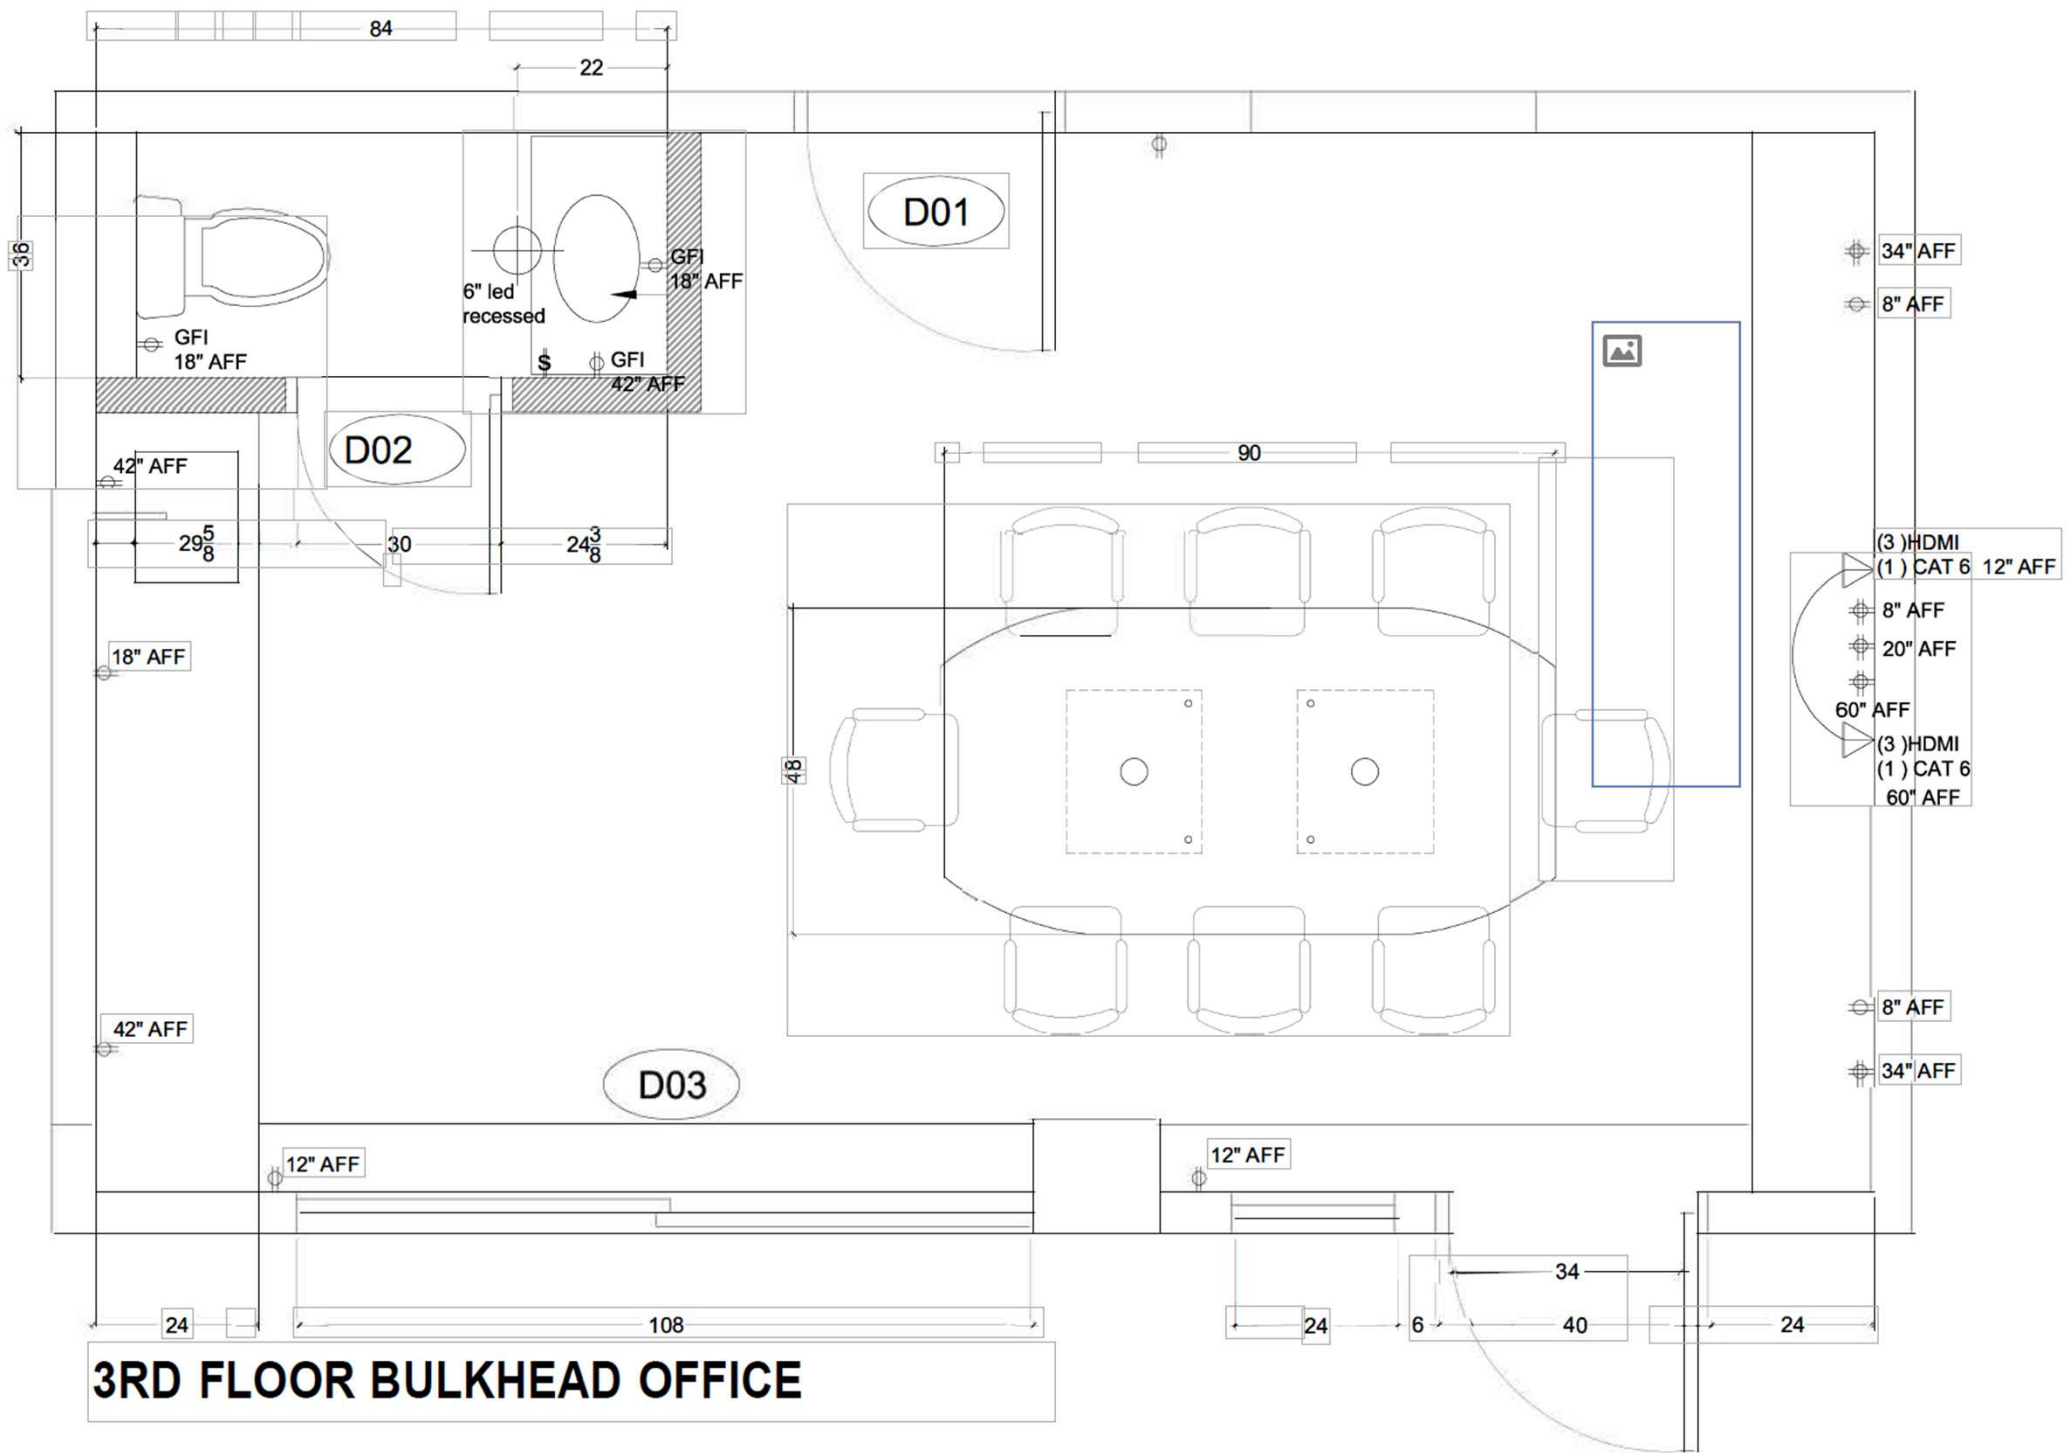 84
22
36
D01
GFI
18" AFF
6" led
recessed
GFI
18" AFF
S
GFI
42" AFF
34" AFF
8" AFF
D02
42" AFF
90
29 5/8
30
24 3/8
(3 )HDMI
(1 ) CAT 6 12" AFF
8" AFF
20" AFF
60" AFF
(3 )HDMI
(1 ) CAT 6
60" AFF
18" AFF
48
8" AFF
42" AFF
34" AFF
D03
12" AFF
12" AFF
34
24
108
24
6
40
24
3RD FLOOR BULKHEAD OFFICE